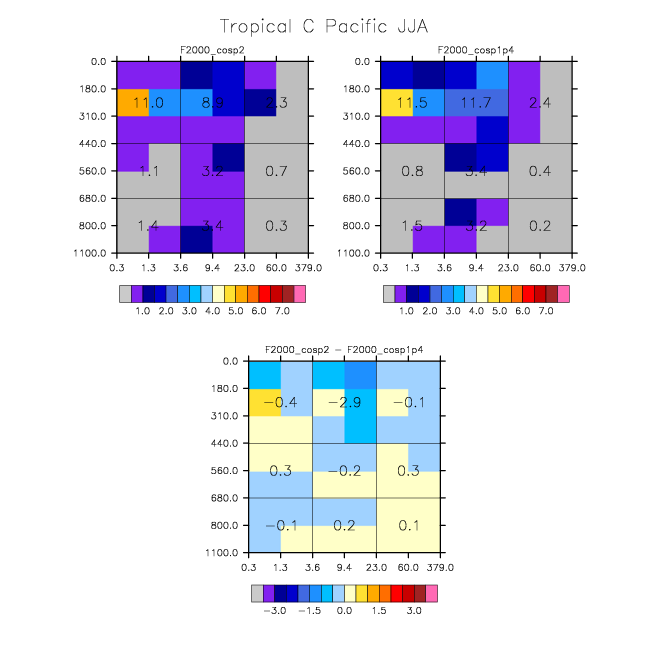 Tropical C Pacific JJA
F2000_cosp2 F2000_cosp1p4
0.0 0.0
180.0 180.0
11.0 8.9 2.3 11.5 11.7 2.4
310.0 310.0
440.0 440.0
560.0 1.1 3.2 0.7 560.0 0.8 3.4 0.4
680.0 680.0
800.0 1.4 3.4 0.3 800.0 1.5 3.2 0.2
1100.0 1100.0
0.3 1.3 3.6 9.4 23.0 60.0 379.0 0.3 1.3 3.6 9.4 23.0 60.0 379.0
1.0 2.0 3.0 4.0 5.0 6.0 7.0 1.0 2.0 3.0 4.0 5.0 6.0 7.0
F2000_cosp2 − F2000_cosp1p4
0.0
180.0
−0.4 −2.9 −0.1
310.0
440.0
560.0 0.3 −0.2 0.3
680.0
800.0 −0.1 0.2 0.1
1100.0
0.3 1.3 3.6 9.4 23.0 60.0 379.0
−3.0 −1.5 0.0 1.5 3.0